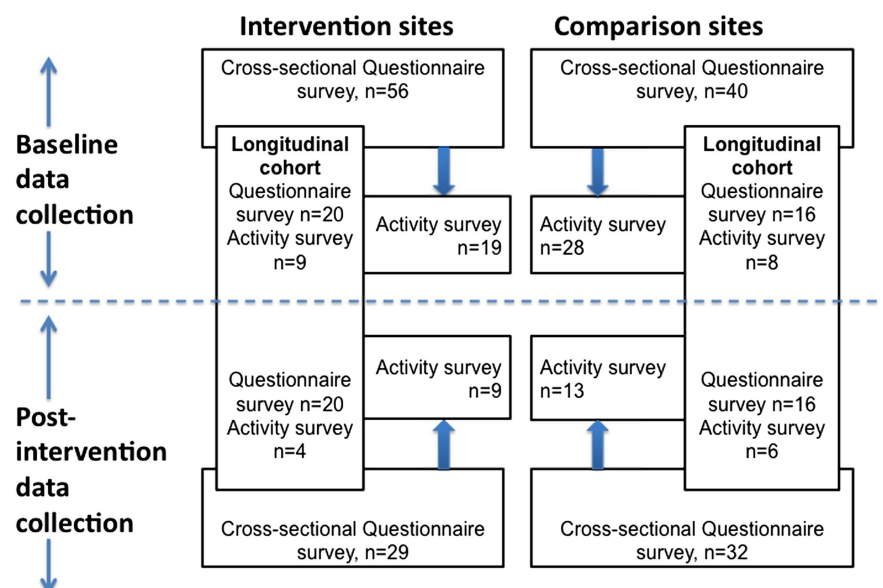 Intervention sites
Comparison sites
Baseline
data
collection
Cross-sectional Questionnaire
survey, n=56
Longitudinal
cohort
Questionnaire
survey n=20
Activity survey
n=9
Activity survey
n=19
Cross-sectional Questionnaire
survey, n=40
Activity survey
n=28
Longitudinal
cohort
Questionnaire
survey n=16
Activity survey
n=8
Post-
intervention
data
collection
Questionnaire
survey n=20
Activity survey
n=4
Activity survey
n=9
Cross-sectional Questionnaire
survey, n=29
Activity survey
n=13
Questionnaire
survey n=16
Activity survey
n=6
Cross-sectional Questionnaire
survey, n=32